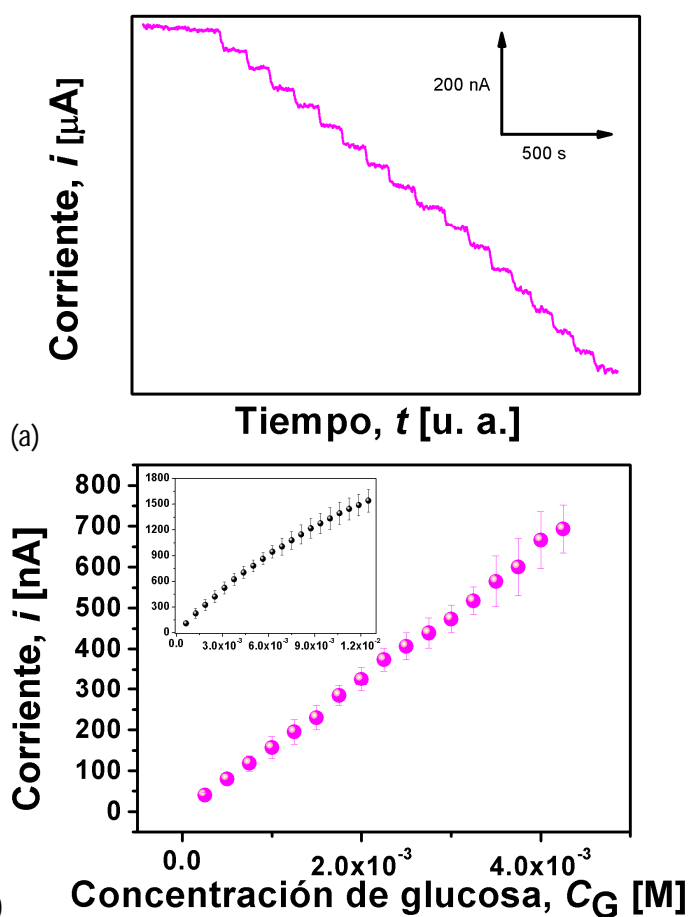 Corriente, i [μA]
200 nA
500 s
Tiempo, t [u. a.]
(a)
Corriente, i [nA]
800
700
600
500
400
300
200
100
0
1800
1500
1200
900
600
300
0
0.0 3.0x10⁻³ 6.0x10⁻³ 9.0x10⁻³ 1.2x10⁻²
0.0 2.0x10⁻³ 4.0x10⁻³
)
Concentración de glucosa, C_G [M]